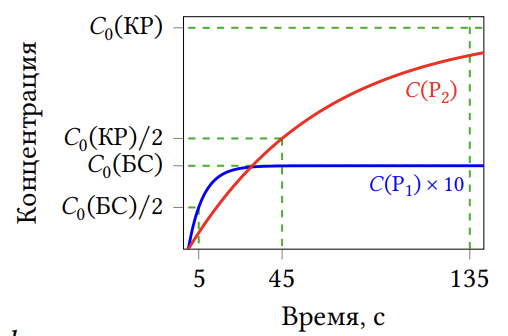 C₀(КР)
C(P₂)
C₀(КР)/2
C₀(БС)
C(P₁) × 10
C₀(БС)/2
Концентрация
5 45 135
Время, с